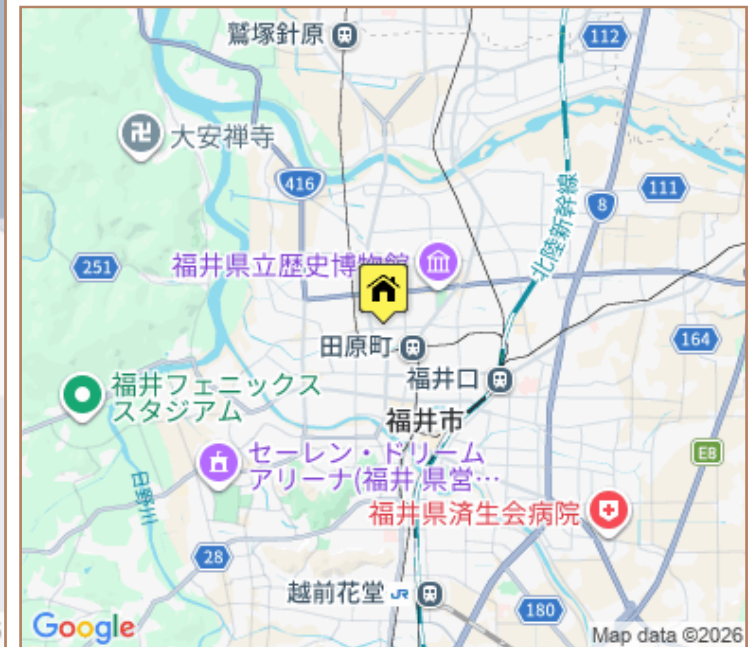 鷲塚針原
112
卍 大安禅寺
416
111
8
北陸新幹線
251
福井県立歴史博物館
田原町
164
福井口
福井フェニックス
スタジアム
福井市
セーレン・ドリーム
アリーナ(福井県営…
E8
日野川
福井県済生会病院
28
越前花堂 JR
180
Google
Map data ©2026